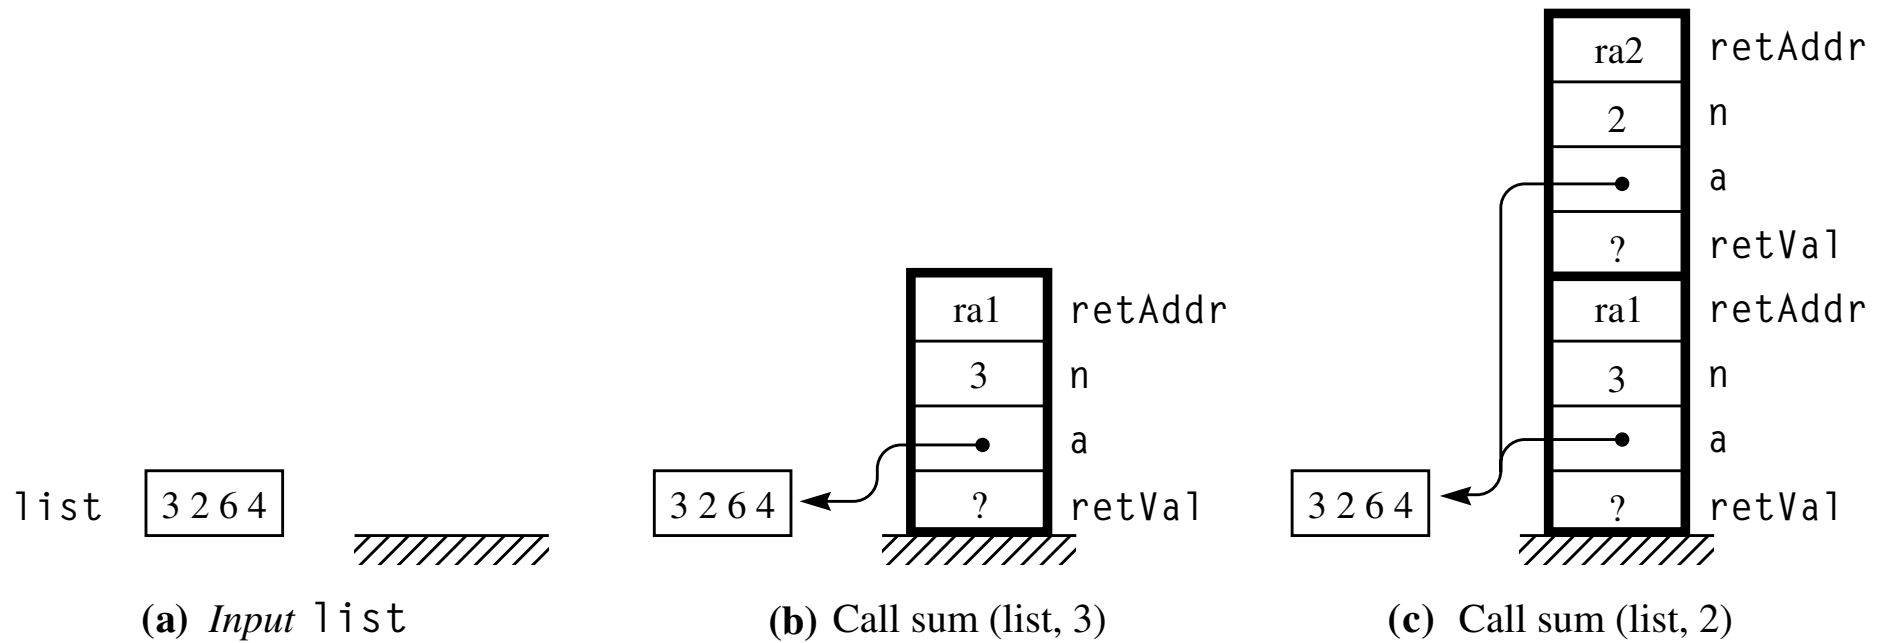 ra2 retAddr
2 n
a
? retVal
ra1 retAddr
3 n
a
? retVal
ra1 retAddr
3 n
a
? retVal
list 3 2 6 4
3 2 6 4
3 2 6 4
(a) Input list
(b) Call sum (list, 3)
(c) Call sum (list, 2)